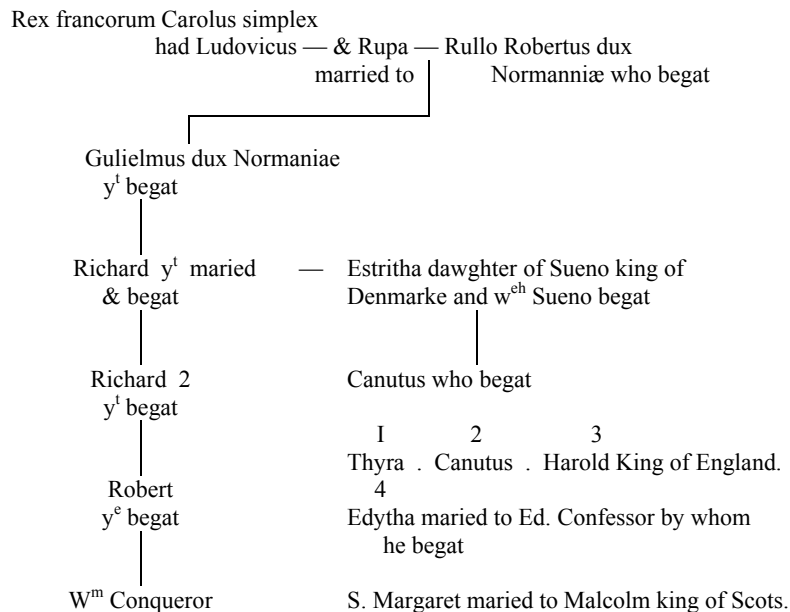 Rex francorum Carolus simplex
had Ludovicus — & Rupa — Rullo Robertus dux
married to Normanniæ who begat
Gulielmus dux Normaniae
yᵗ begat
Richard yᵗ maried — Estritha dawghter of Sueno king of
& begat Denmarke and wᵉʰ Sueno begat
Richard 2 Canutus who begat
yᵗ begat
I 2 3
Thyra . Canutus . Harold King of England.
Robert 4
yᵉ begat Edytha maried to Ed. Confessor by whom
he begat
Wᵐ Conqueror S. Margaret maried to Malcolm king of Scots.